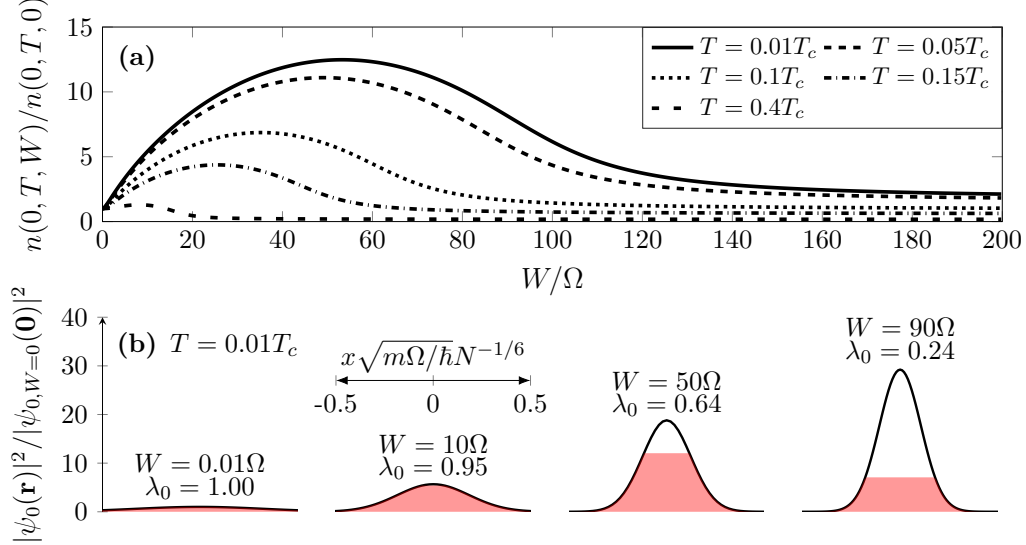 n(0, T, W)/n(0, T, 0)
15
10
5
0
(a)
T = 0.01T_c
T = 0.05T_c
T = 0.1T_c
T = 0.15T_c
T = 0.4T_c
0 20 40 60 80 100 120 140 160 180 200
W/Ω
|ψ_0(r)|^2/|ψ_{0,W=0}(0)|^2
40
30
20
10
0
(b) T = 0.01T_c
x√(mΩ/ħ)N^{-1/6}
-0.5 0 0.5
W = 0.01Ω
λ_0 = 1.00
W = 10Ω
λ_0 = 0.95
W = 50Ω
λ_0 = 0.64
W = 90Ω
λ_0 = 0.24